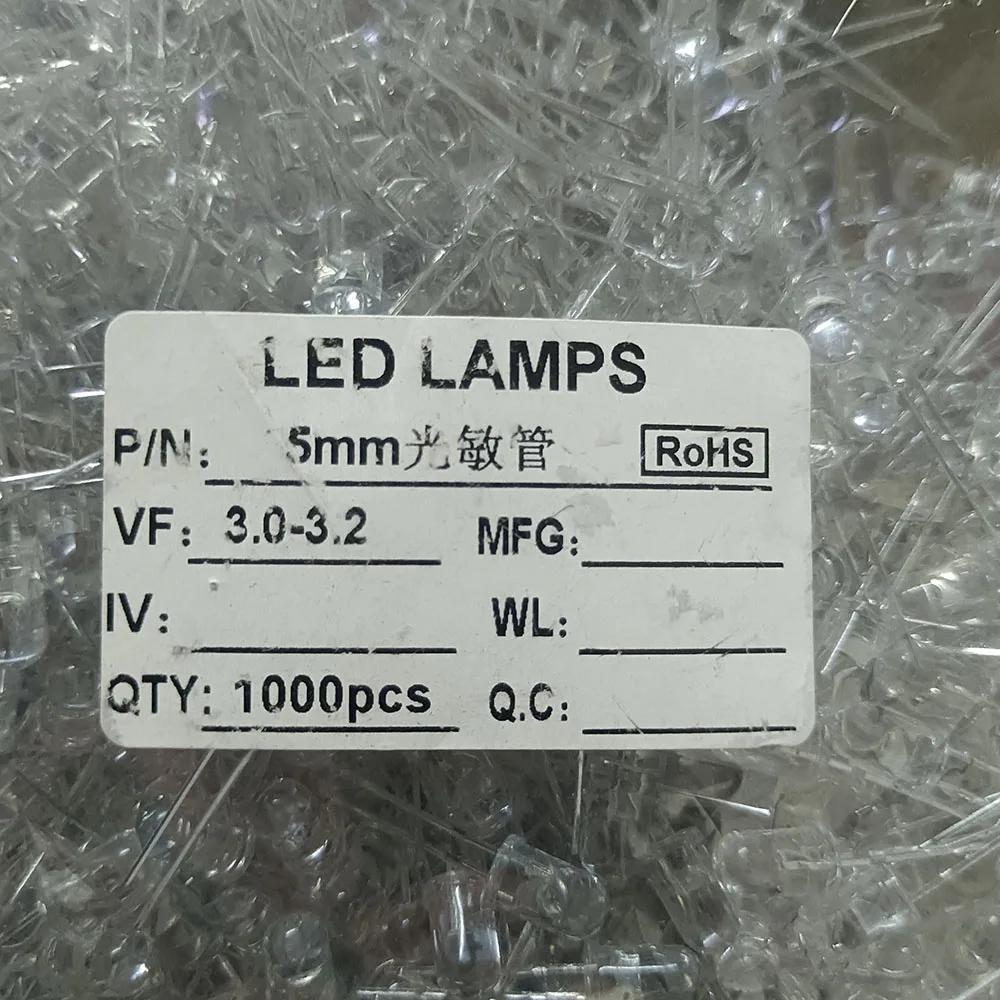 LED LAMPS
P/N: 5mm光敏管 RoHS
VF: 3.0-3.2 MFG:
IV: WL:
QTY: 1000pcs Q.C: